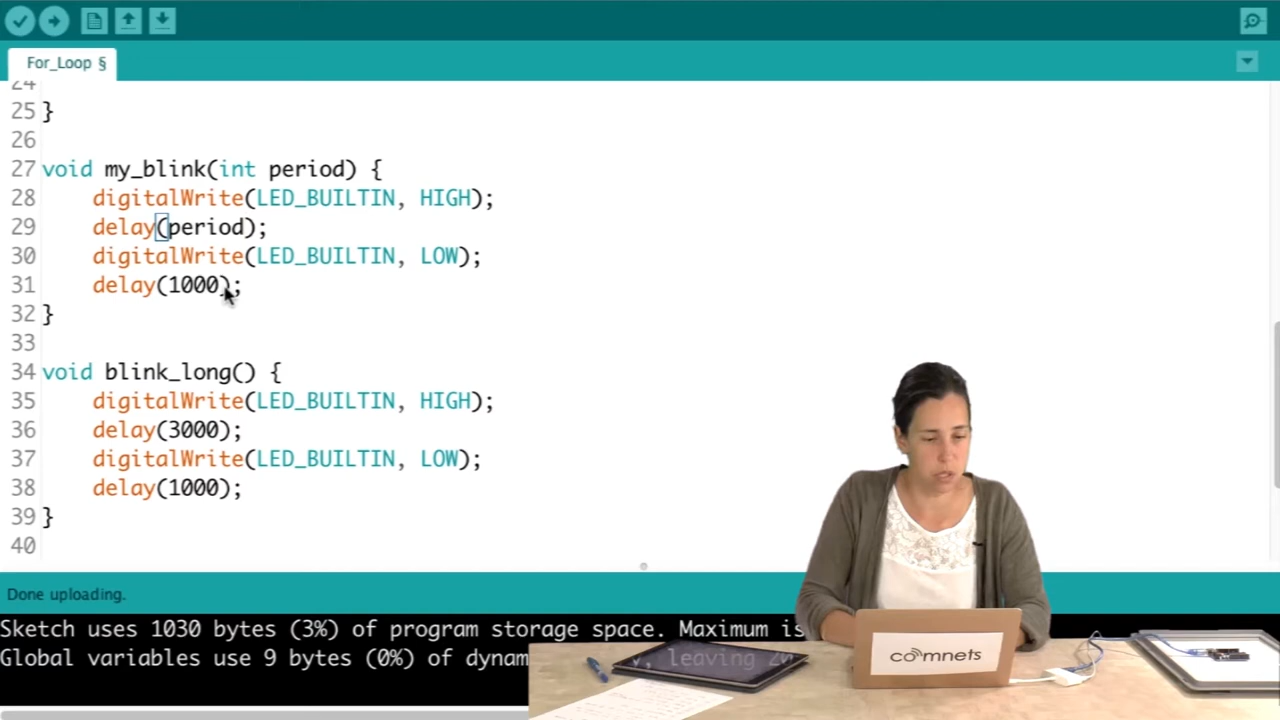 For_Loop §
24
25 }
26
27 void my_blink(int period) {
28 digitalWrite(LED_BUILTIN, HIGH);
29 delay(period);
30 digitalWrite(LED_BUILTIN, LOW);
31 delay(1000);
32 }
33
34 void blink_long() {
35 digitalWrite(LED_BUILTIN, HIGH);
36 delay(3000);
37 digitalWrite(LED_BUILTIN, LOW);
38 delay(1000);
39 }
40
Done uploading.
Sketch uses 1030 bytes (3%) of program storage space. Maximum is
Global variables use 9 bytes (0%) of dynam , leaving
comnets